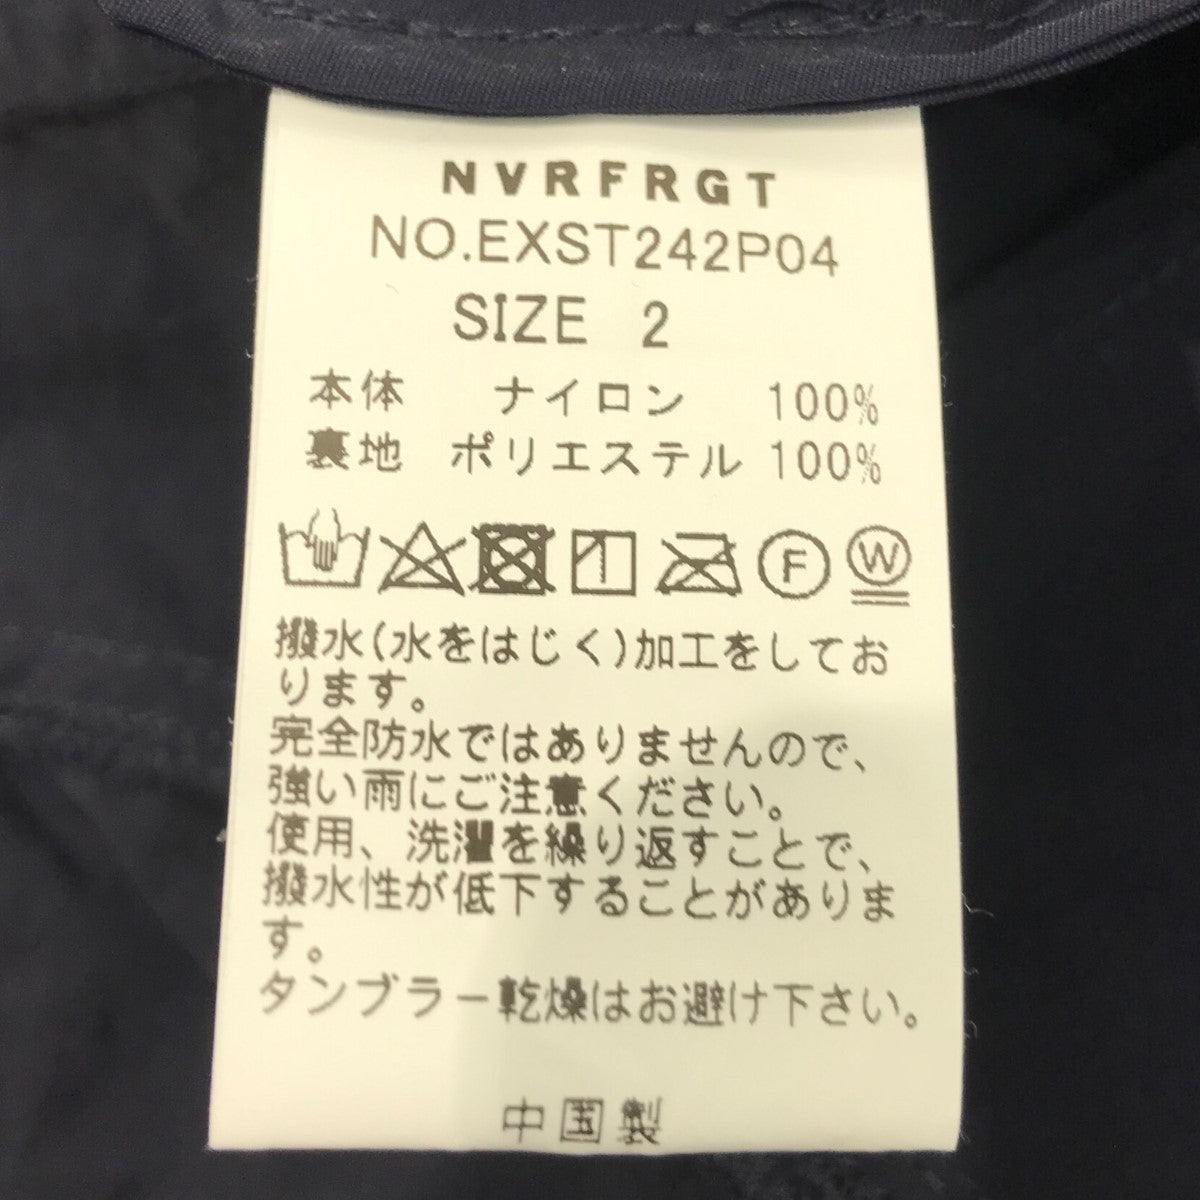 NVRFRGT
NO.EXST242P04
SIZE 2
本体 ナイロン 100%
裏地 ポリエステル 100%
F W
撥水(水をはじく)加工をしてお
ります。
完全防水ではありませんので、
強い雨にご注意ください。
使用、洗濯を繰り返すことで、
撥水性が低下することがありま
す。
タンブラー乾燥はお避け下さい。
中国製